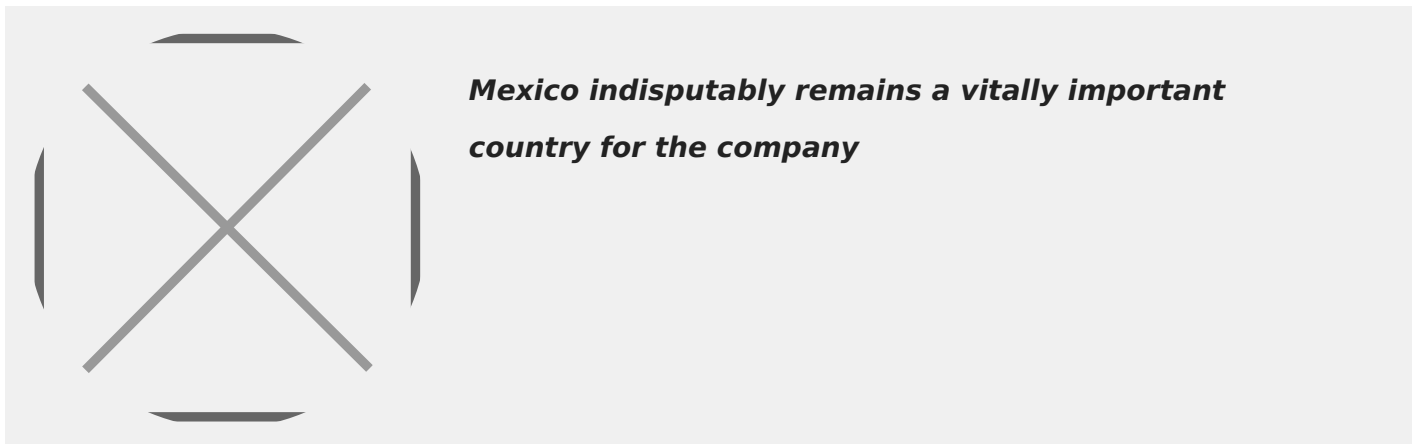 Mexico indisputably remains a vitally important
country for the company